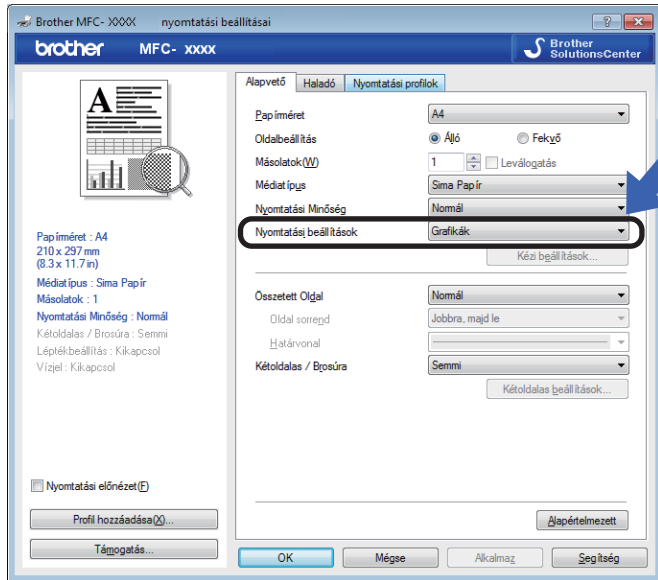 Brother MFC- XXXX nyomtatási beállításai
brother MFC- XXXX
Brother
SolutionsCenter
Alapvető Haladó Nyomtatási profilok
Papírméret A4
Oldalbeállítás Álló Fekvő
Másolatok(W) 1 Leválogatás
Médiatípus Sima Papír
Nyomtatási Minőség Normál
Nyomtatási beállítások Grafikák
Kézi beállítások...
Összetett Oldal Normál
Oldal sorrend Jobbra, majd le
Határvonal
Kétoldalas / Brosúra Semmi
Kétoldalas beállítások...
A
Papírméret : A4
210 x 297 mm
(8.3 x 11.7 in)
Médiatípus : Sima Papír
Másolatok : 1
Nyomtatási Minőség : Normál
Kétoldalas / Brosúra : Semmi
Léptékbeállítás : Kikapcsol
Vízjel : Kikapcsol
Nyomtatási előnézet(F)
Profil hozzáadása(X)...
Támogatás...
Alapértelmezett
OK Mégse Alkalmaz Segítség